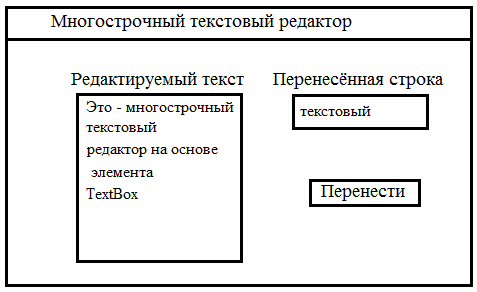 Многострочный текстовый редактор
Редактируемый текст
Это - многострочный
текстовый
редактор на основе
элемента
TextBox
Перенесённая строка
текстовый
Перенести